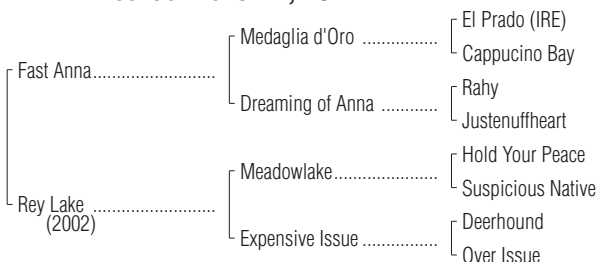 El Prado (IRE)
Medaglia d'Oro ................
Cappucino Bay
Fast Anna.........................
Rahy
Dreaming of Anna ............
Justenuffheart
Hold Your Peace
Meadowlake......................
Suspicious Native
Rey Lake .........................
(2002)
Deerhound
Expensive Issue ................
Over Issue